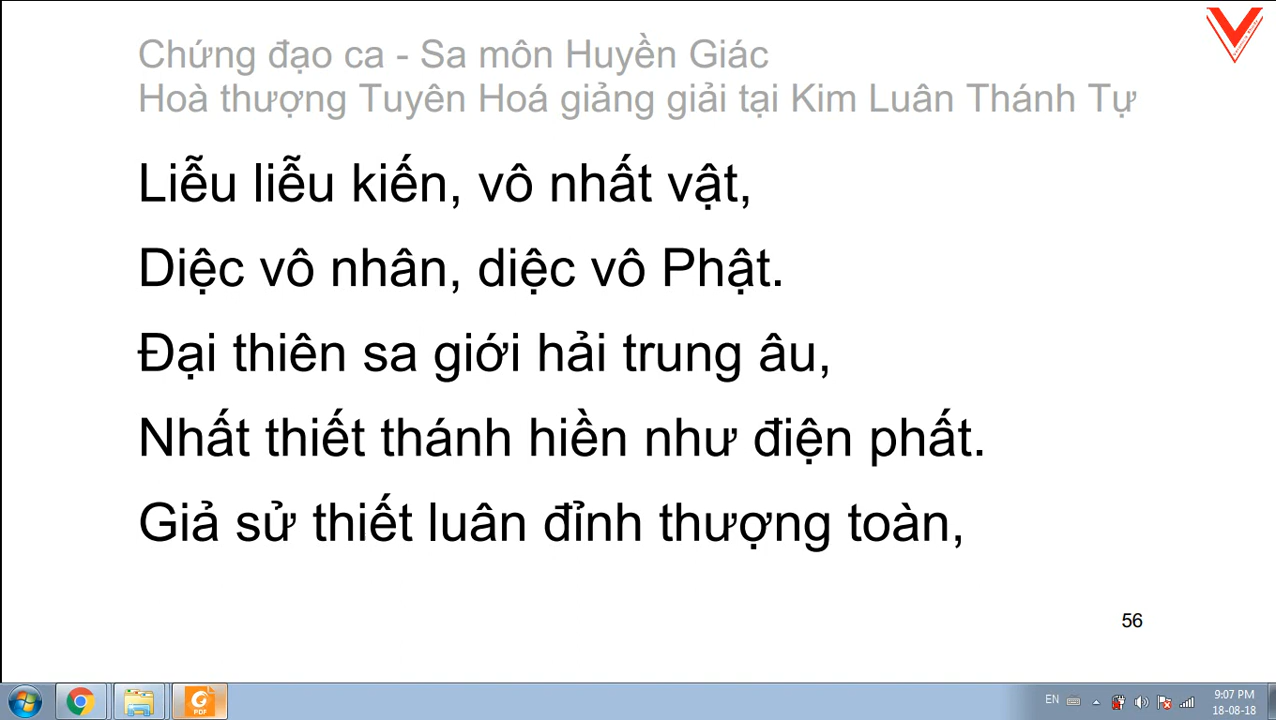 Chứng đạo ca - Sa môn Huyền Giác
Hoà thượng Tuyên Hoá giảng giải tại Kim Luân Thánh Tự
Liễu liễu kiến, vô nhất vật,
Diệc vô nhân, diệc vô Phật.
Đại thiên sa giới hải trung âu,
Nhất thiết thánh hiền như điện phất.
Giả sử thiết luân đỉnh thượng toàn,
56
EN
9:07 PM
18-08-18
PDF